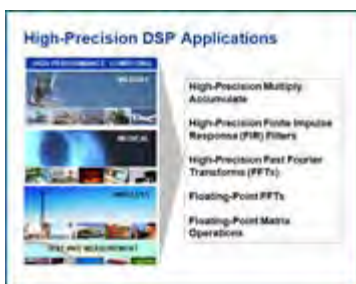 High-Precision DSP Applications
HIGH PERFORMANCE COMPUTING
MILITARY
MEDICAL
WIRELESS
TEST AND MEASUREMENT
High-Precision Multiply
Accumulate
High-Precision Finite Impulse
Response (FIR) Filters
High-Precision Fast Fourier
Transforms (FFTs)
Floating-Point FFTs
Floating-Point Matrix
Operations